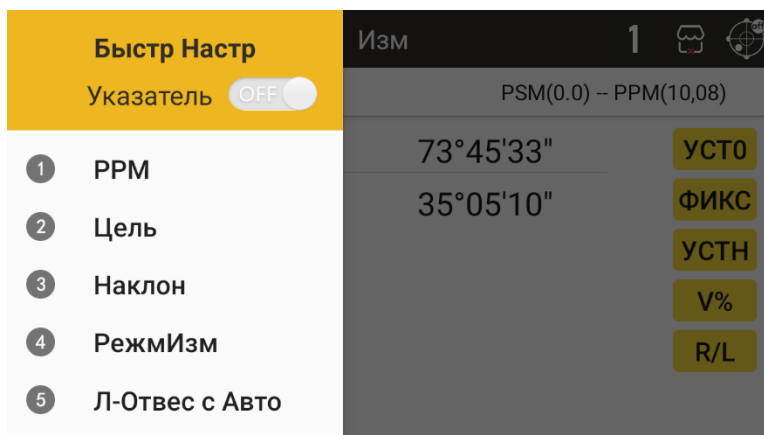 Быстр Настр
Указатель OFF
1 PPM
2 Цель
3 Наклон
4 РежмИзм
5 Л-Отвес с Авто
Изм 1 off
PSM(0.0) -- PPM(10,08)
73°45'33"
35°05'10"
УСТ0
ФИКС
УСТН
V%
R/L